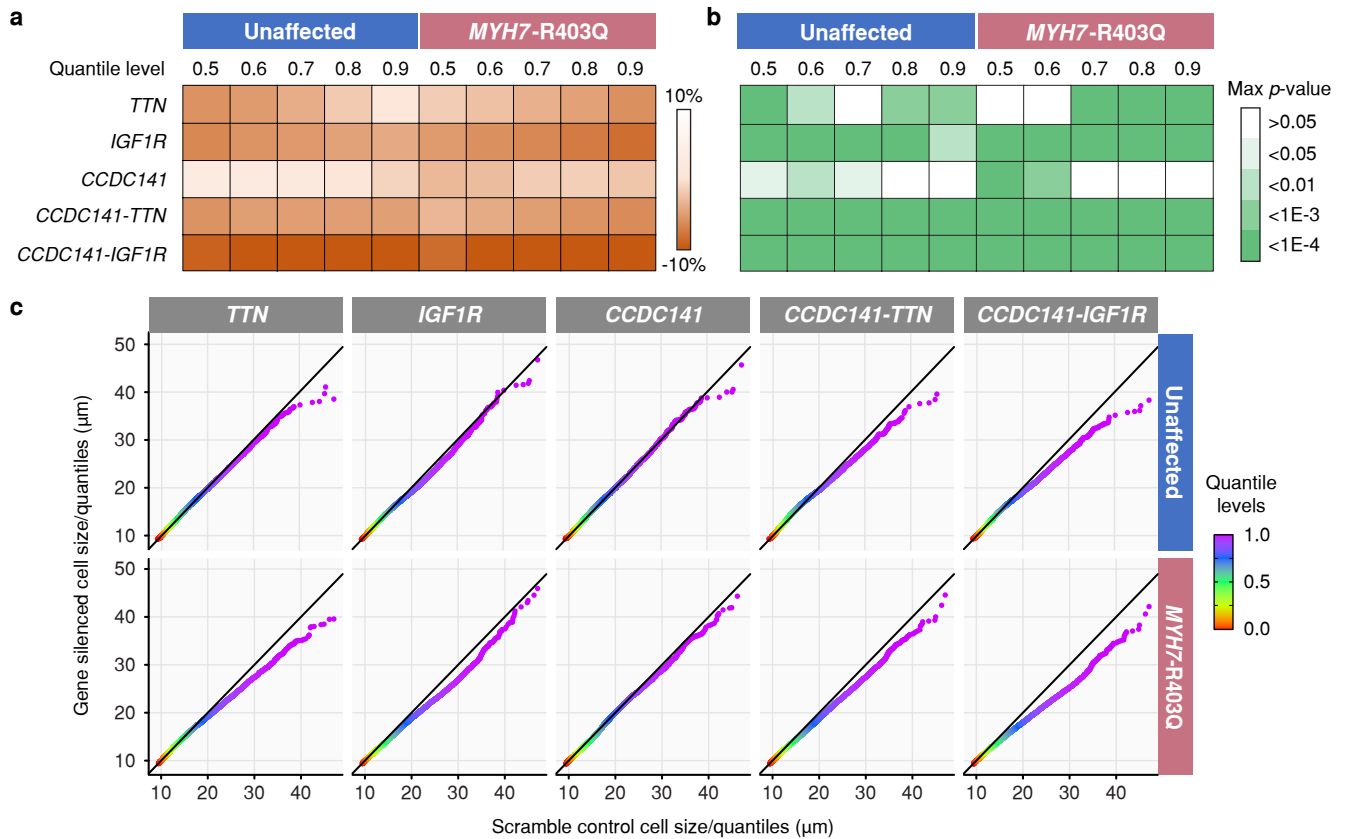 a
Unaffected MYH7-R403Q
Quantile level 0.5 0.6 0.7 0.8 0.9 0.5 0.6 0.7 0.8 0.9
TTN
IGF1R
CCDC141
CCDC141-TTN
CCDC141-IGF1R
10%
-10%
b
Unaffected MYH7-R403Q
0.5 0.6 0.7 0.8 0.9 0.5 0.6 0.7 0.8 0.9
Max p-value
>0.05
<0.05
<0.01
<1E-3
<1E-4
c
TTN IGF1R CCDC141 CCDC141-TTN CCDC141-IGF1R
Gene silenced cell size/quantiles (μm)
50
40
30
20
10
Unaffected
50
40
30
20
10
MYH7-R403Q
10 20 30 40 10 20 30 40 10 20 30 40 10 20 30 40 10 20 30 40
Scramble control cell size/quantiles (μm)
Quantile
levels
1.0
0.5
0.0